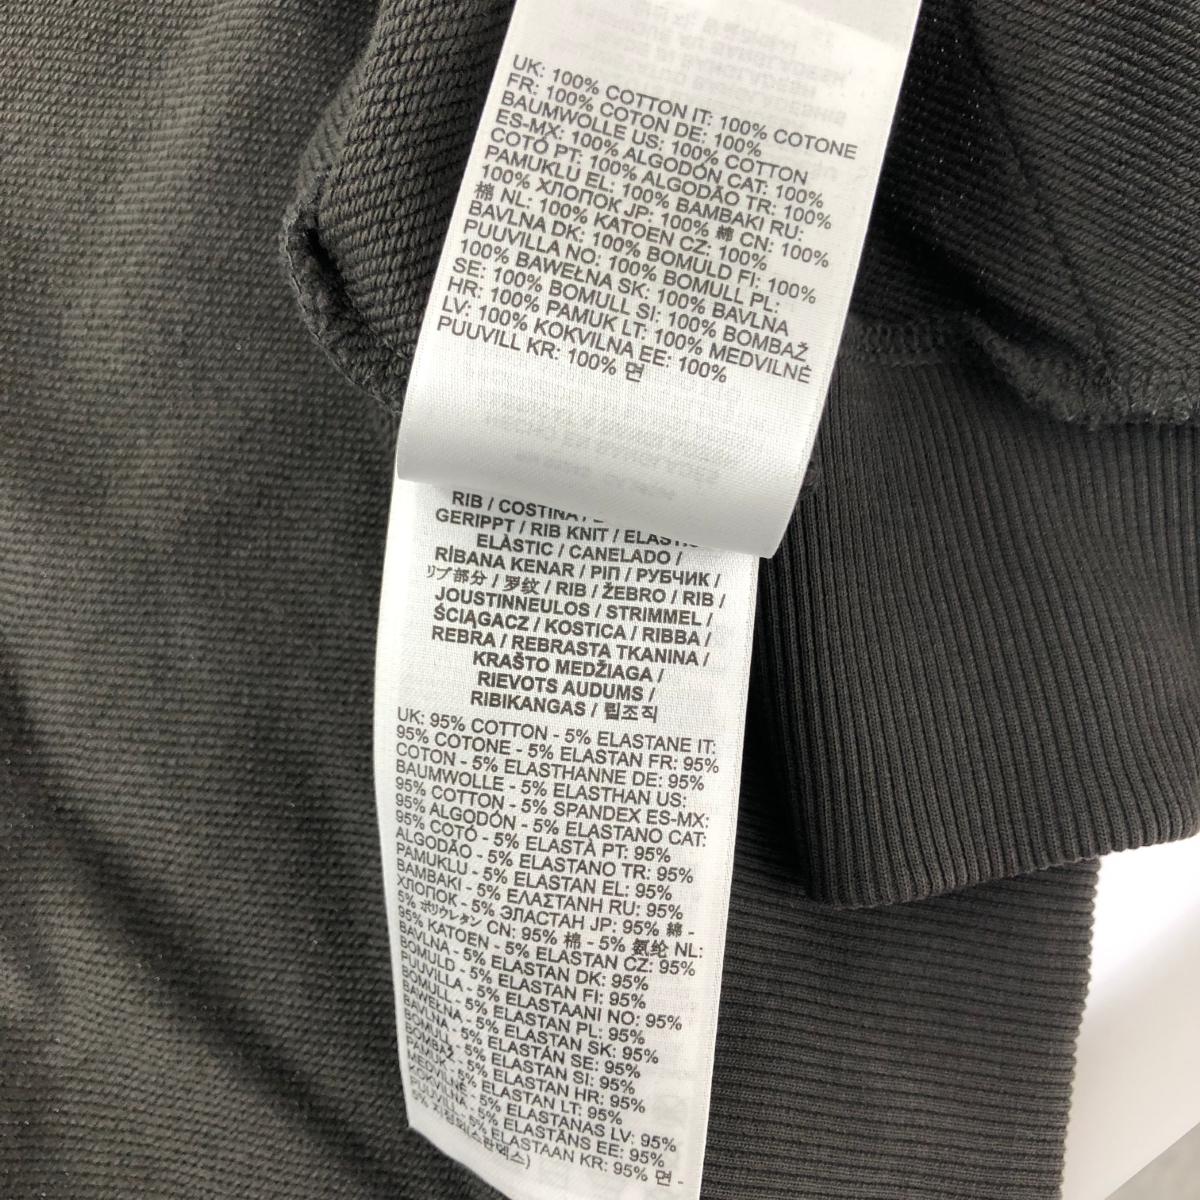 UK: 100% COTTON IT: 100% COTONE
FR: 100% COTON DE: 100%
BAUMWOLLE US: 100% COTTON
ES-MX: 100% ALGODÓN CAT: 100%
COTÓ PT: 100% ALGODÃO TR: 100%
PAMUKLU EL: 100% BAMBAKI RU:
100% ХЛОПОК JP: 100% 綿 CN: 100%
棉 NL: 100% KATOEN CZ: 100%
BAVLNA DK: 100% BOMULD FI: 100%
PUUVILLA NO: 100% BOMULL PL:
100% BAWEŁNA SK: 100% BAVLNA
SE: 100% BOMULL SI: 100% BOMBAŽ
HR: 100% PAMUK LT: 100% MEDVILNĖ
LV: 100% KOKVILNA EE: 100%
PUUVILL KR: 100% 면
RIB / COSTINA /
GERIPPT / RIB KNIT / ELASTIC
ELÀSTIC / CANELADO /
RİBANA KENAR / ΡΙΠ / РУБЧИК /
リブ部分 / 罗纹 / RIB / ŽEBRO / RIB /
JOUSTINNEULOS / STRIMMEL /
ŚCIĄGACZ / KOSTICA / RIBBA /
REBRA / REBRASTA TKANINA /
KRAŠTO MEDŽIAGA /
RIEVOTS AUDUMS /
RIBIKANGAS / 립조직
UK: 95% COTTON - 5% ELASTANE IT:
95% COTONE - 5% ELASTAN FR: 95%
COTON - 5% ELASTHANNE DE: 95%
BAUMWOLLE - 5% ELASTHAN US:
95% COTTON - 5% SPANDEX ES-MX:
95% ALGODÓN - 5% ELASTANO CAT:
95% COTÓ - 5% ELASTÀ PT: 95%
ALGODÃO - 5% ELASTANO TR: 95%
PAMUKLU - 5% ELASTAN EL: 95%
BAMBAKI - 5% ΕΛΑΣΤΑΝΗ RU: 95%
ХЛОПОК - 5% ЭЛАСТАН JP: 95% 綿 -
5% ポリウレタン CN: 95% 棉 - 5% 氨纶 NL:
95% KATOEN - 5% ELASTAN CZ: 95%
BAVLNA - 5% ELASTAN DK: 95%
BOMULD - 5% ELASTAN FI: 95%
PUUVILLA - 5% ELASTAANI NO: 95%
BOMULL - 5% ELASTAN PL: 95%
BAWEŁNA - 5% ELASTAN SK: 95%
BAVLNA - 5% ELASTÁN SE: 95%
BOMULL - 5% ELASTAN SI: 95%
BOMBAŽ - 5% ELASTAN HR: 95%
PAMUK - 5% ELASTAN LT: 95%
MEDVILNĖ - 5% ELASTANAS LV: 95%
KOKVILNA - 5% ELASTĀNS EE: 95%
PUUVILL - 5% ELASTAAN KR: 95% 면 -
5%